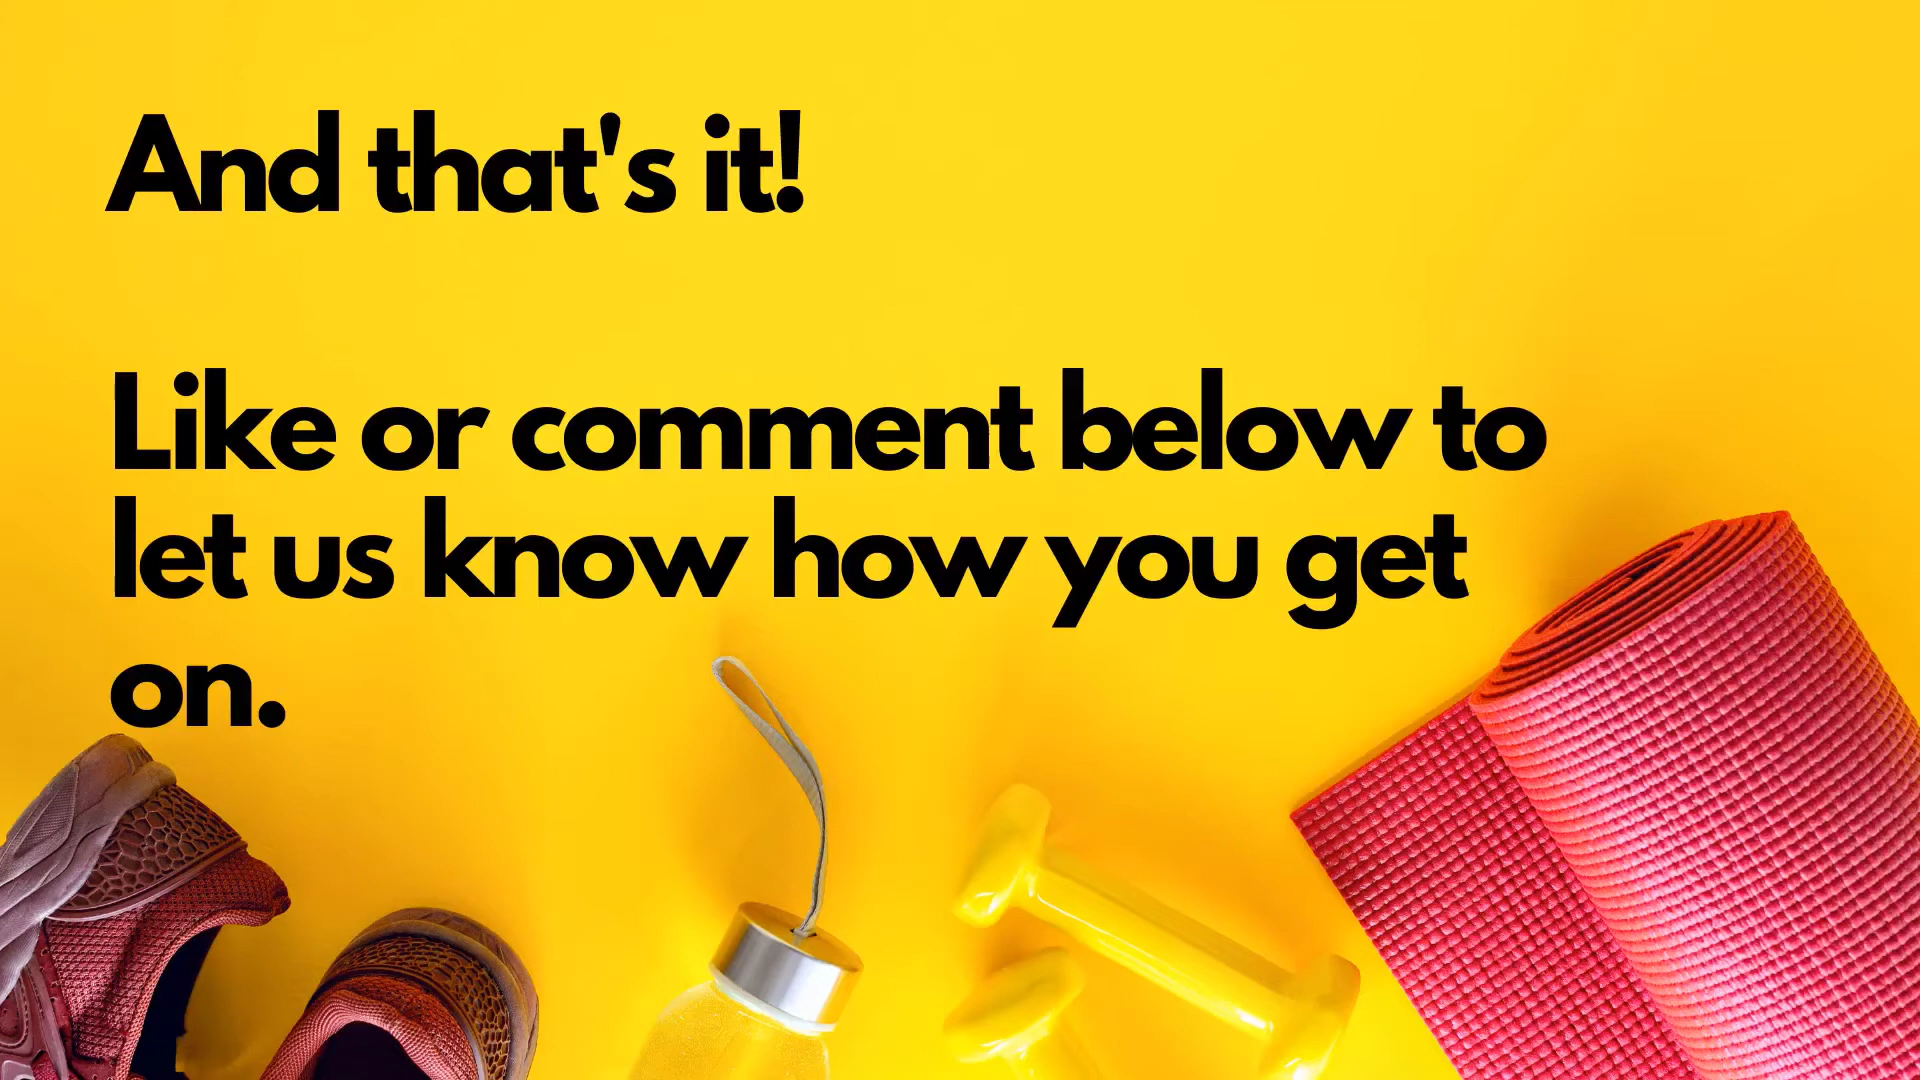 And that's it!
Like or comment below to
let us know how you get
on.